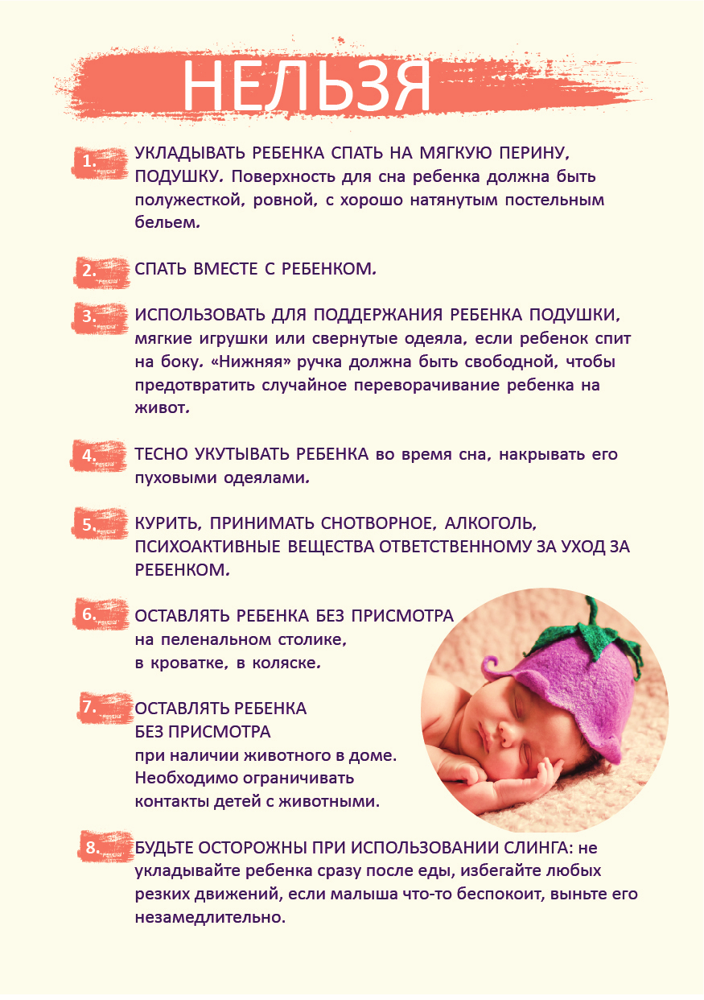 НЕЛЬЗЯ
1. УКЛАДЫВАТЬ РЕБЕНКА СПАТЬ НА МЯГКУЮ ПЕРИНУ,
ПОДУШКУ. Поверхность для сна ребенка должна быть
полужесткой, ровной, с хорошо натянутым постельным
бельем.
2. СПАТЬ ВМЕСТЕ С РЕБЕНКОМ.
3. ИСПОЛЬЗОВАТЬ ДЛЯ ПОДДЕРЖАНИЯ РЕБЕНКА ПОДУШКИ,
мягкие игрушки или свернутые одеяла, если ребенок спит
на боку. «Нижняя» ручка должна быть свободной, чтобы
предотвратить случайное переворачивание ребенка на
живот.
4. ТЕСНО УКУТЫВАТЬ РЕБЕНКА во время сна, накрывать его
пуховыми одеялами.
5. КУРИТЬ, ПРИНИМАТЬ СНОТВОРНОЕ, АЛКОГОЛЬ,
ПСИХОАКТИВНЫЕ ВЕЩЕСТВА ОТВЕТСТВЕННОМУ ЗА УХОД ЗА
РЕБЕНКОМ.
6. ОСТАВЛЯТЬ РЕБЕНКА БЕЗ ПРИСМОТРА
на пеленальном столике,
в кроватке, в коляске.
7. ОСТАВЛЯТЬ РЕБЕНКА
БЕЗ ПРИСМОТРА
при наличии животного в доме.
Необходимо ограничивать
контакты детей с животными.
8. БУДЬТЕ ОСТОРОЖНЫ ПРИ ИСПОЛЬЗОВАНИИ СЛИНГА: не
укладывайте ребенка сразу после еды, избегайте любых
резких движений, если малыша что-то беспокоит, выньте его
незамедлительно.